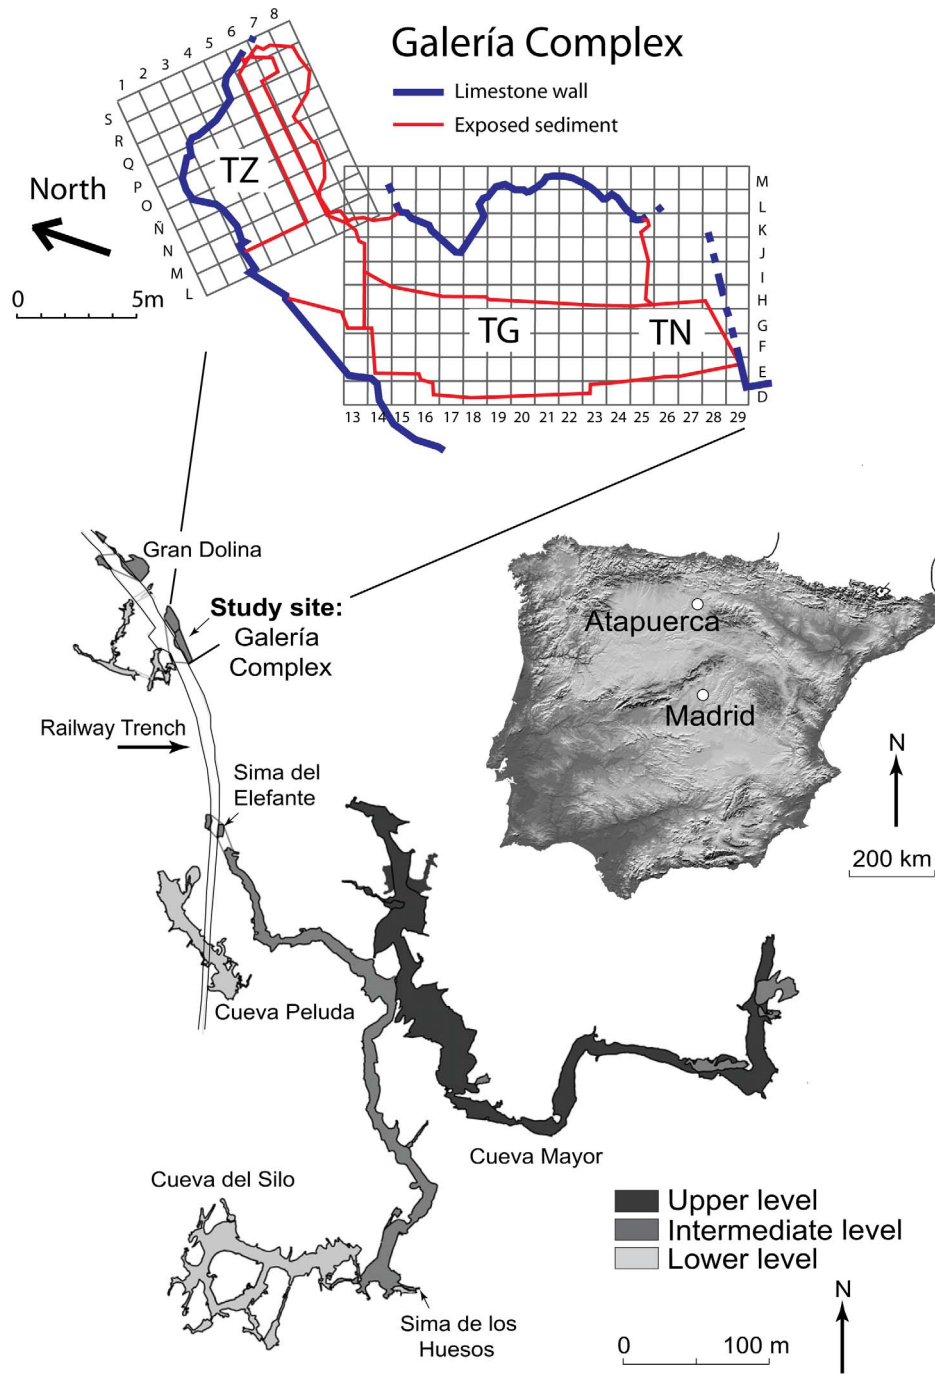 Galería Complex
Limestone wall
Exposed sediment
1 2 3 4 5 6 7 8
S
R
Q
P
O
Ñ
N
M
L
TZ
North
0 5m
M
L
K
J
I
H
G
F
E
D
TG
TN
13 14 15 16 17 18 19 20 21 22 23 24 25 26 27 28 29
Gran Dolina
Study site:
Galería
Complex
Railway Trench
Sima del
Elefante
Cueva Peluda
Cueva Mayor
Cueva del Silo
Sima de los
Huesos
Atapuerca
Madrid
N
200 km
Upper level
Intermediate level
Lower level
N
0 100 m